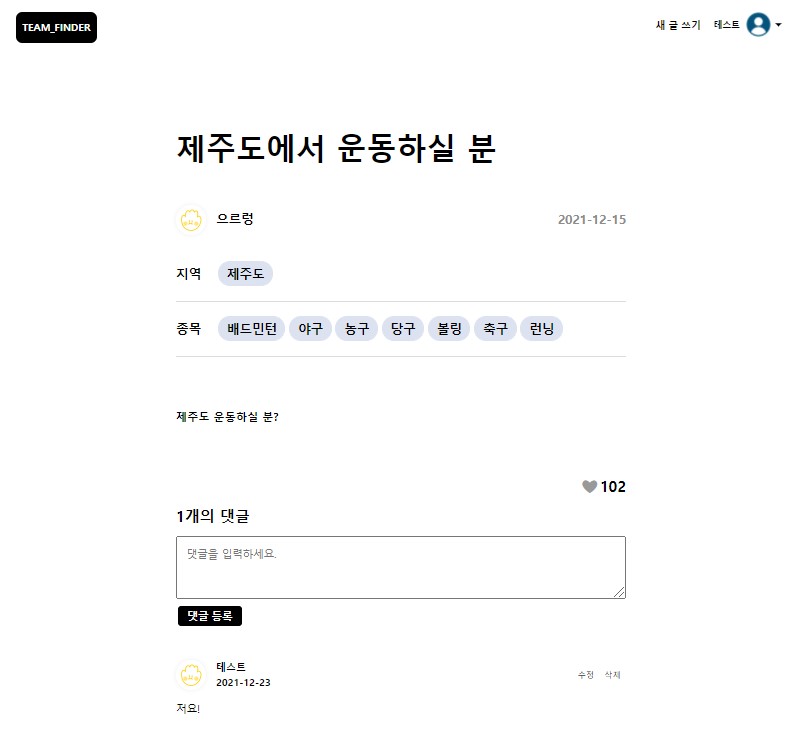 TEAM_FINDER
새 글 쓰기 테스트
제주도에서 운동하실 분
으르렁 2021-12-15
지역 제주도
종목 배드민턴 야구 농구 당구 볼링 축구 런닝
제주도 운동하실 분?
102
1개의 댓글
댓글을 입력하세요.
댓글 등록
테스트
2021-12-23
수정 삭제
저요!